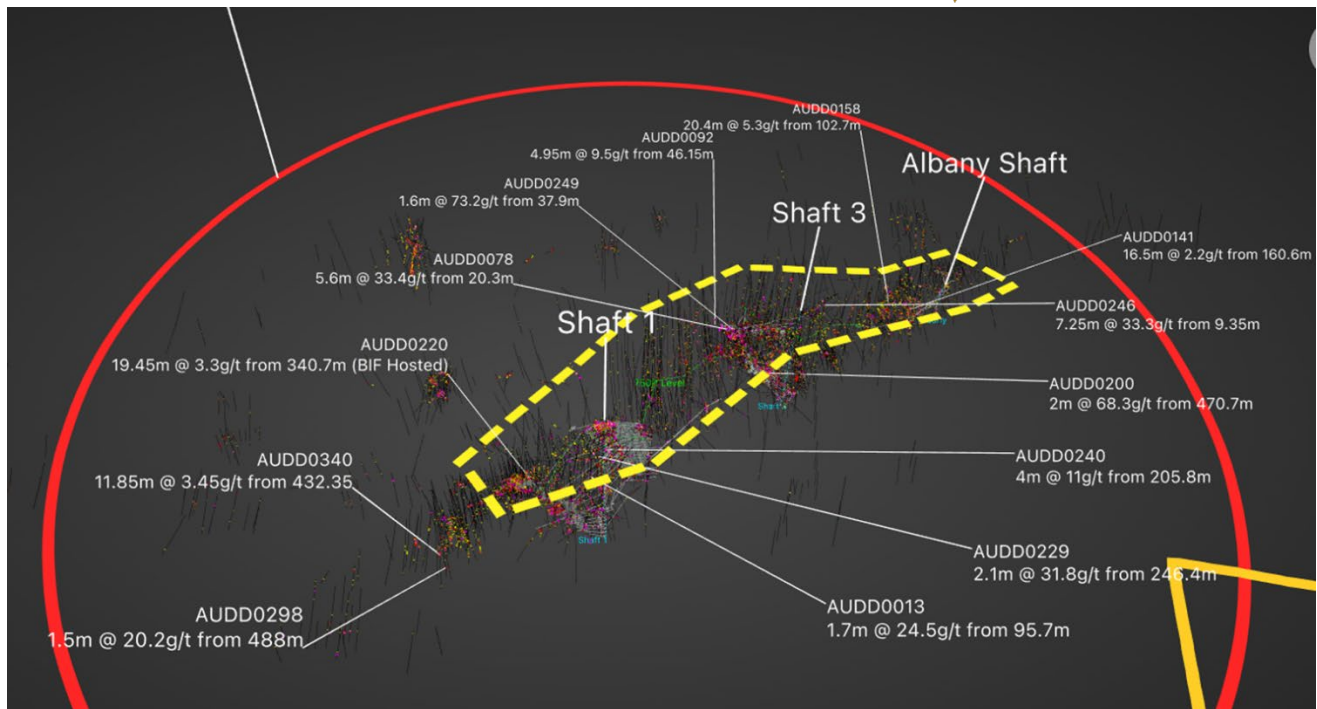 AUDD0158
20.4m @ 5.3g/t from 102.7m
AUDD0092
4.95m @ 9.5g/t from 46.15m
Albany Shaft
AUDD0249
1.6m @ 73.2g/t from 37.9m
Shaft 3
AUDD0141
16.5m @ 2.2g/t from 160.6m
AUDD0078
5.6m @ 33.4g/t from 20.3m
AUDD0246
7.25m @ 33.3g/t from 9.35m
Shaft 1
AUDD0220
19.45m @ 3.3g/t from 340.7m (BIF Hosted)
Level
AUDD0200
2m @ 68.3g/t from 470.7m
AUDD0340
11.85m @ 3.45g/t from 432.35
AUDD0240
4m @ 11g/t from 205.8m
Shaft 1
AUDD0229
2.1m @ 31.8g/t from 246.4m
AUDD0298
1.5m @ 20.2g/t from 488m
AUDD0013
1.7m @ 24.5g/t from 95.7m